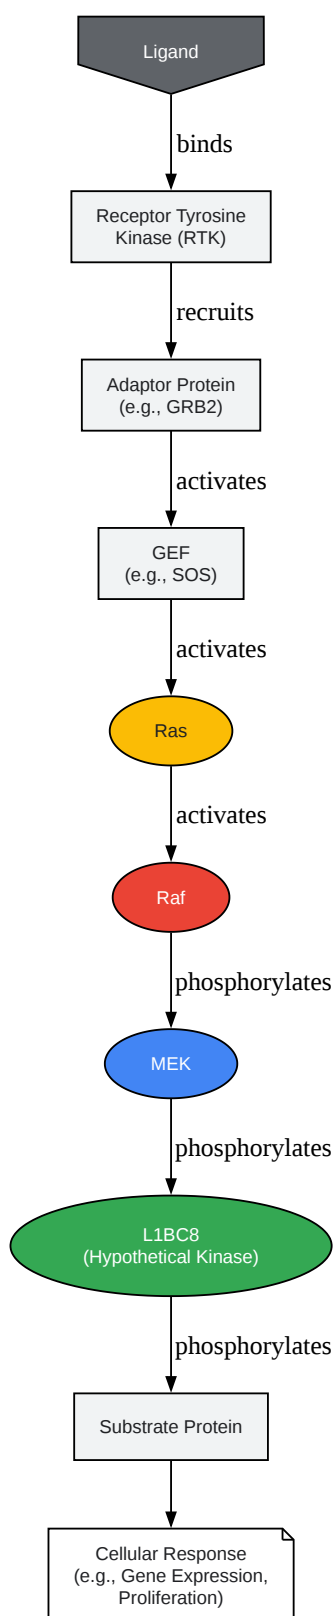 Ligand
binds
Receptor Tyrosine
Kinase (RTK)
recruits
Adaptor Protein
(e.g., GRB2)
activates
GEF
(e.g., SOS)
activates
Ras
activates
Raf
phosphorylates
MEK
phosphorylates
L1BC8
(Hypothetical Kinase)
phosphorylates
Substrate Protein
Cellular Response
(e.g., Gene Expression,
Proliferation)